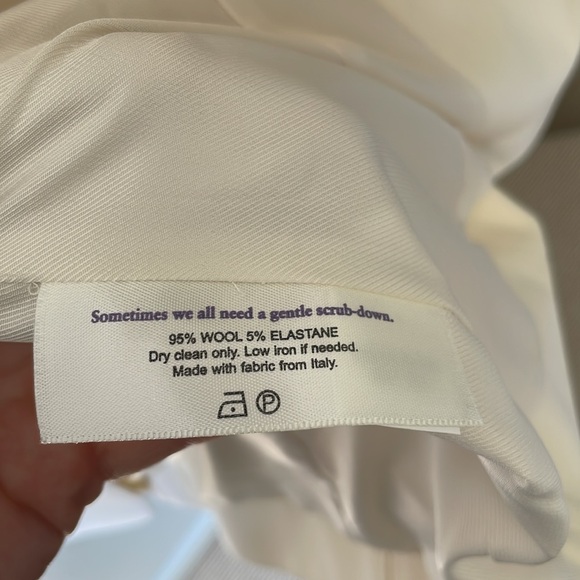 Sometimes we all need a gentle scrub-down.
95% WOOL 5% ELASTANE
Dry clean only. Low iron if needed.
Made with fabric from Italy.
P